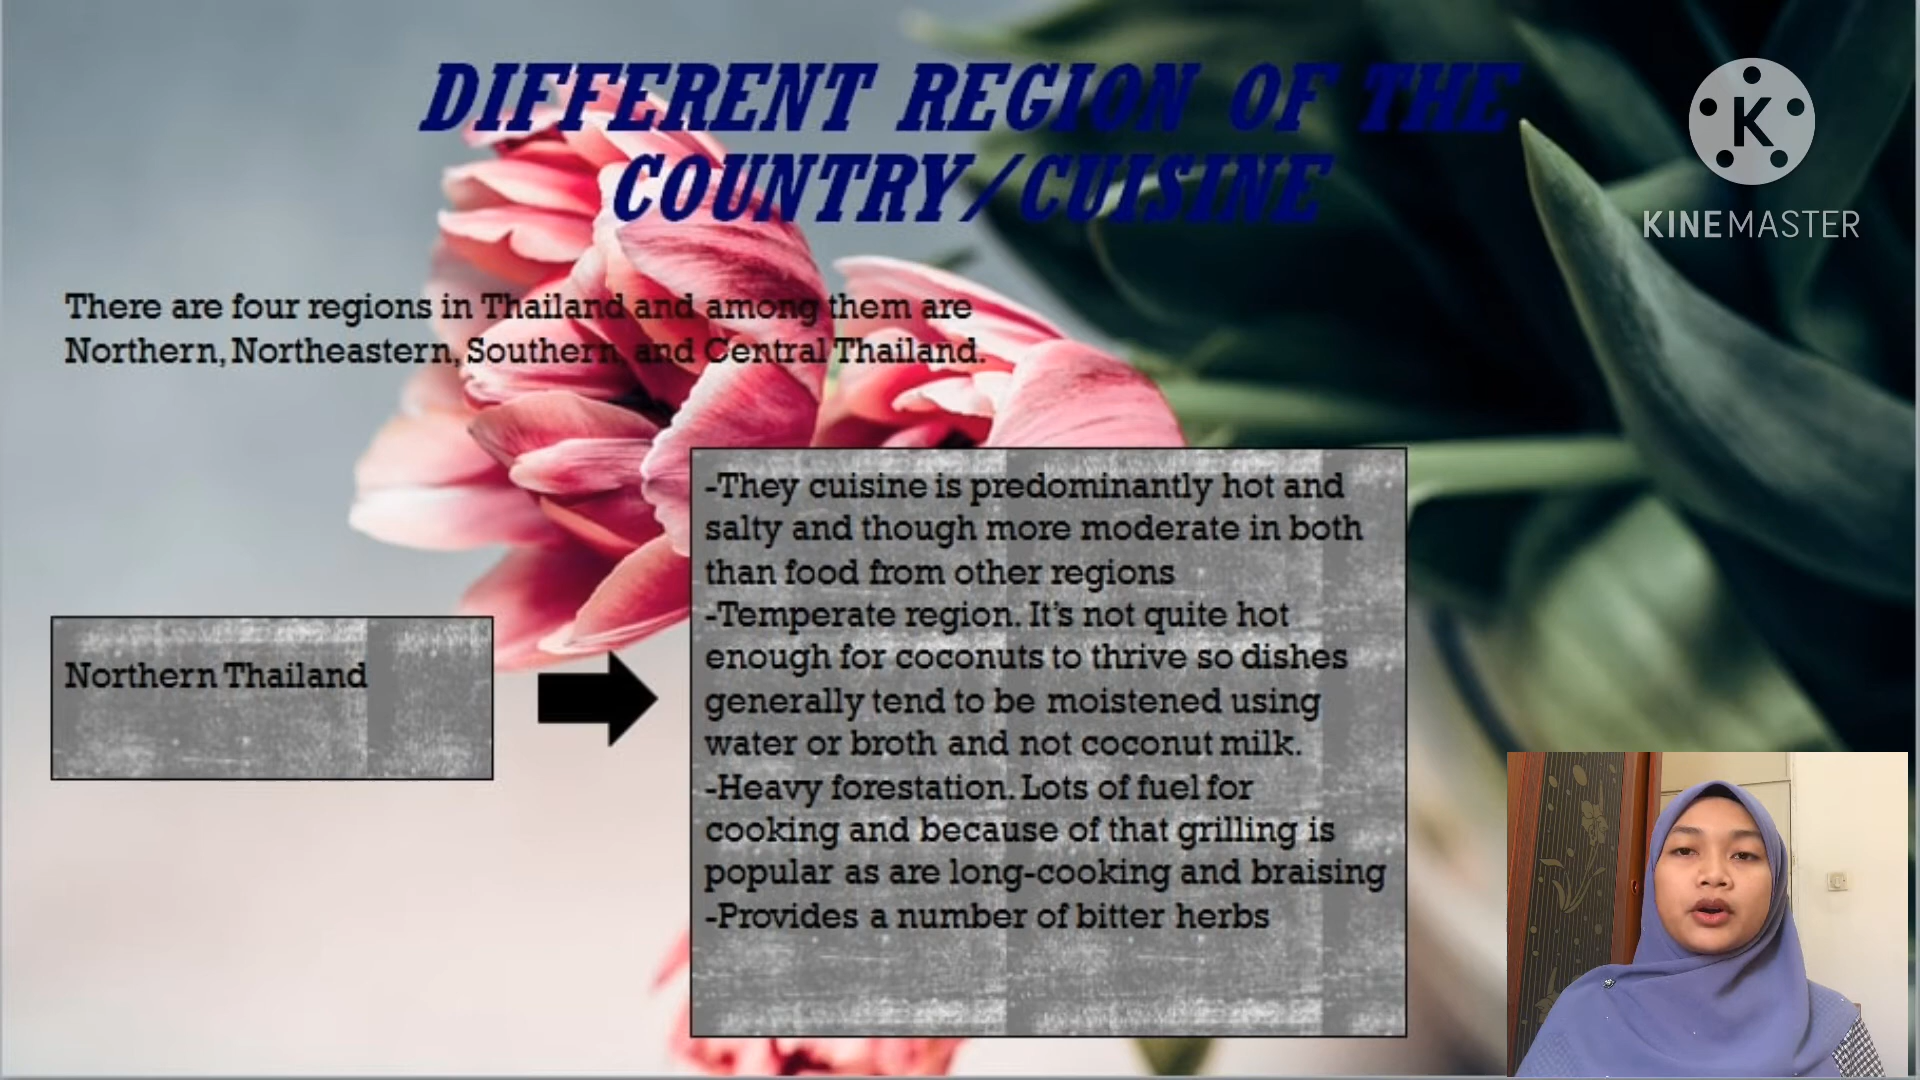 DIFFERENT REGION OF THE
COUNTRY/CUISINE
K
KINEMASTER
There are four regions in Thailand and among them are
Northern, Northeastern, Southern, and Central Thailand.
Northern Thailand
-They cuisine is predominantly hot and
salty and though more moderate in both
than food from other regions
-Temperate region. It's not quite hot
enough for coconuts to thrive so dishes
generally tend to be moistened using
water or broth and not coconut milk.
-Heavy forestation. Lots of fuel for
cooking and because of that grilling is
popular as are long-cooking and braising
-Provides a number of bitter herbs